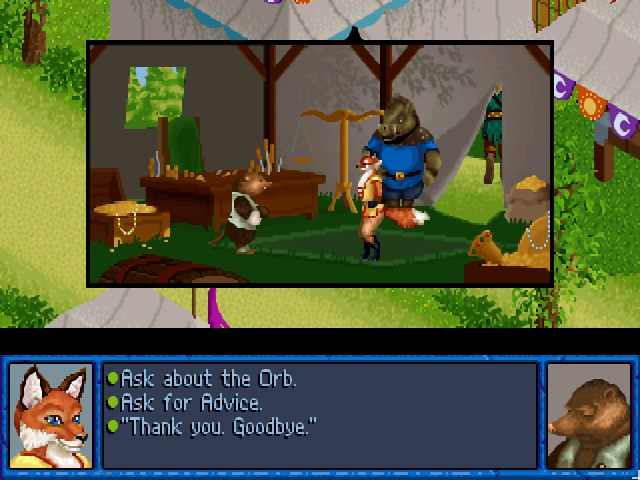 Ask about the Orb.
Ask for Advice.
"Thank you. Goodbye."